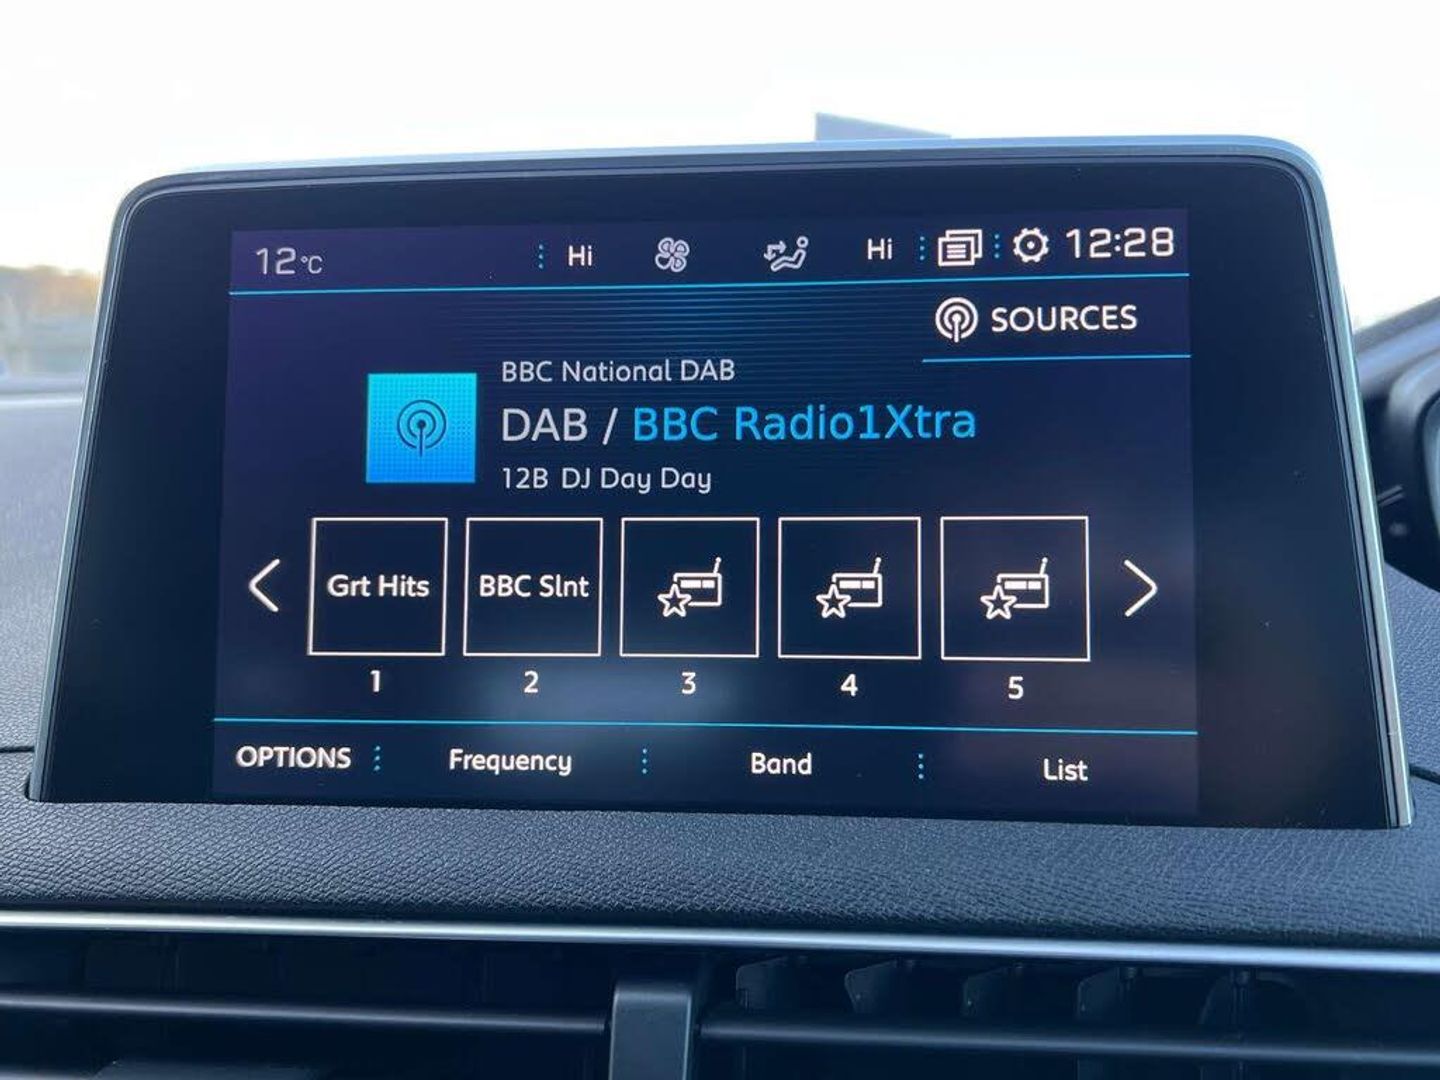 12°C Hi Hi 12:28
SOURCES
BBC National DAB
DAB / BBC Radio1Xtra
12B DJ Day Day
Grt Hits BBC Slnt
1 2 3 4 5
OPTIONS Frequency Band List